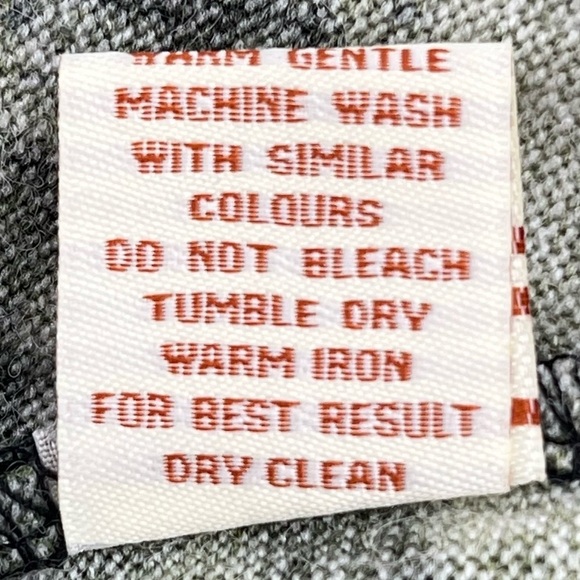 WARM GENTLE
MACHINE WASH
WITH SIMILAR
COLOURS
DO NOT BLEACH
TUMBLE DRY
WARM IRON
FOR BEST RESULT
DRY CLEAN